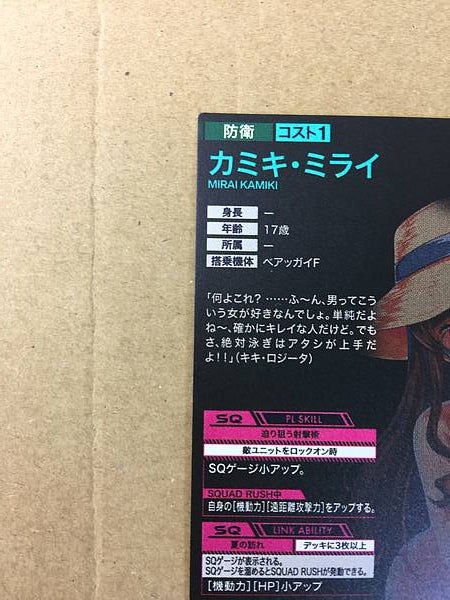 防衛 コスト1
カミキ・ミライ
MIRAI KAMIKI
身長 ー
年齢 17歳
所属 ー
搭乗機体 ベアッガイF
「何よこれ? ……ふ〜ん、男ってこう
いう女が好きなんでしょ。単純だよ
ね〜、確かにキレイな人だけど。でも
さ、絶対泳ぎはアタシが上手だ
よ!!」(キキ・ロジータ)
SQ PL SKILL
迫り狙う射撃術
敵ユニットをロックオン時
SQゲージ小アップ。
SQUAD RUSH中
自身の[機動力][遠距離攻撃力]をアップする。
SQ LINK ABILITY
夏の訪れ デッキに3枚以上
SQゲージが表示される。
SQゲージを溜めるとSQUAD RUSHが発動できる。
[機動力][HP]小アップ